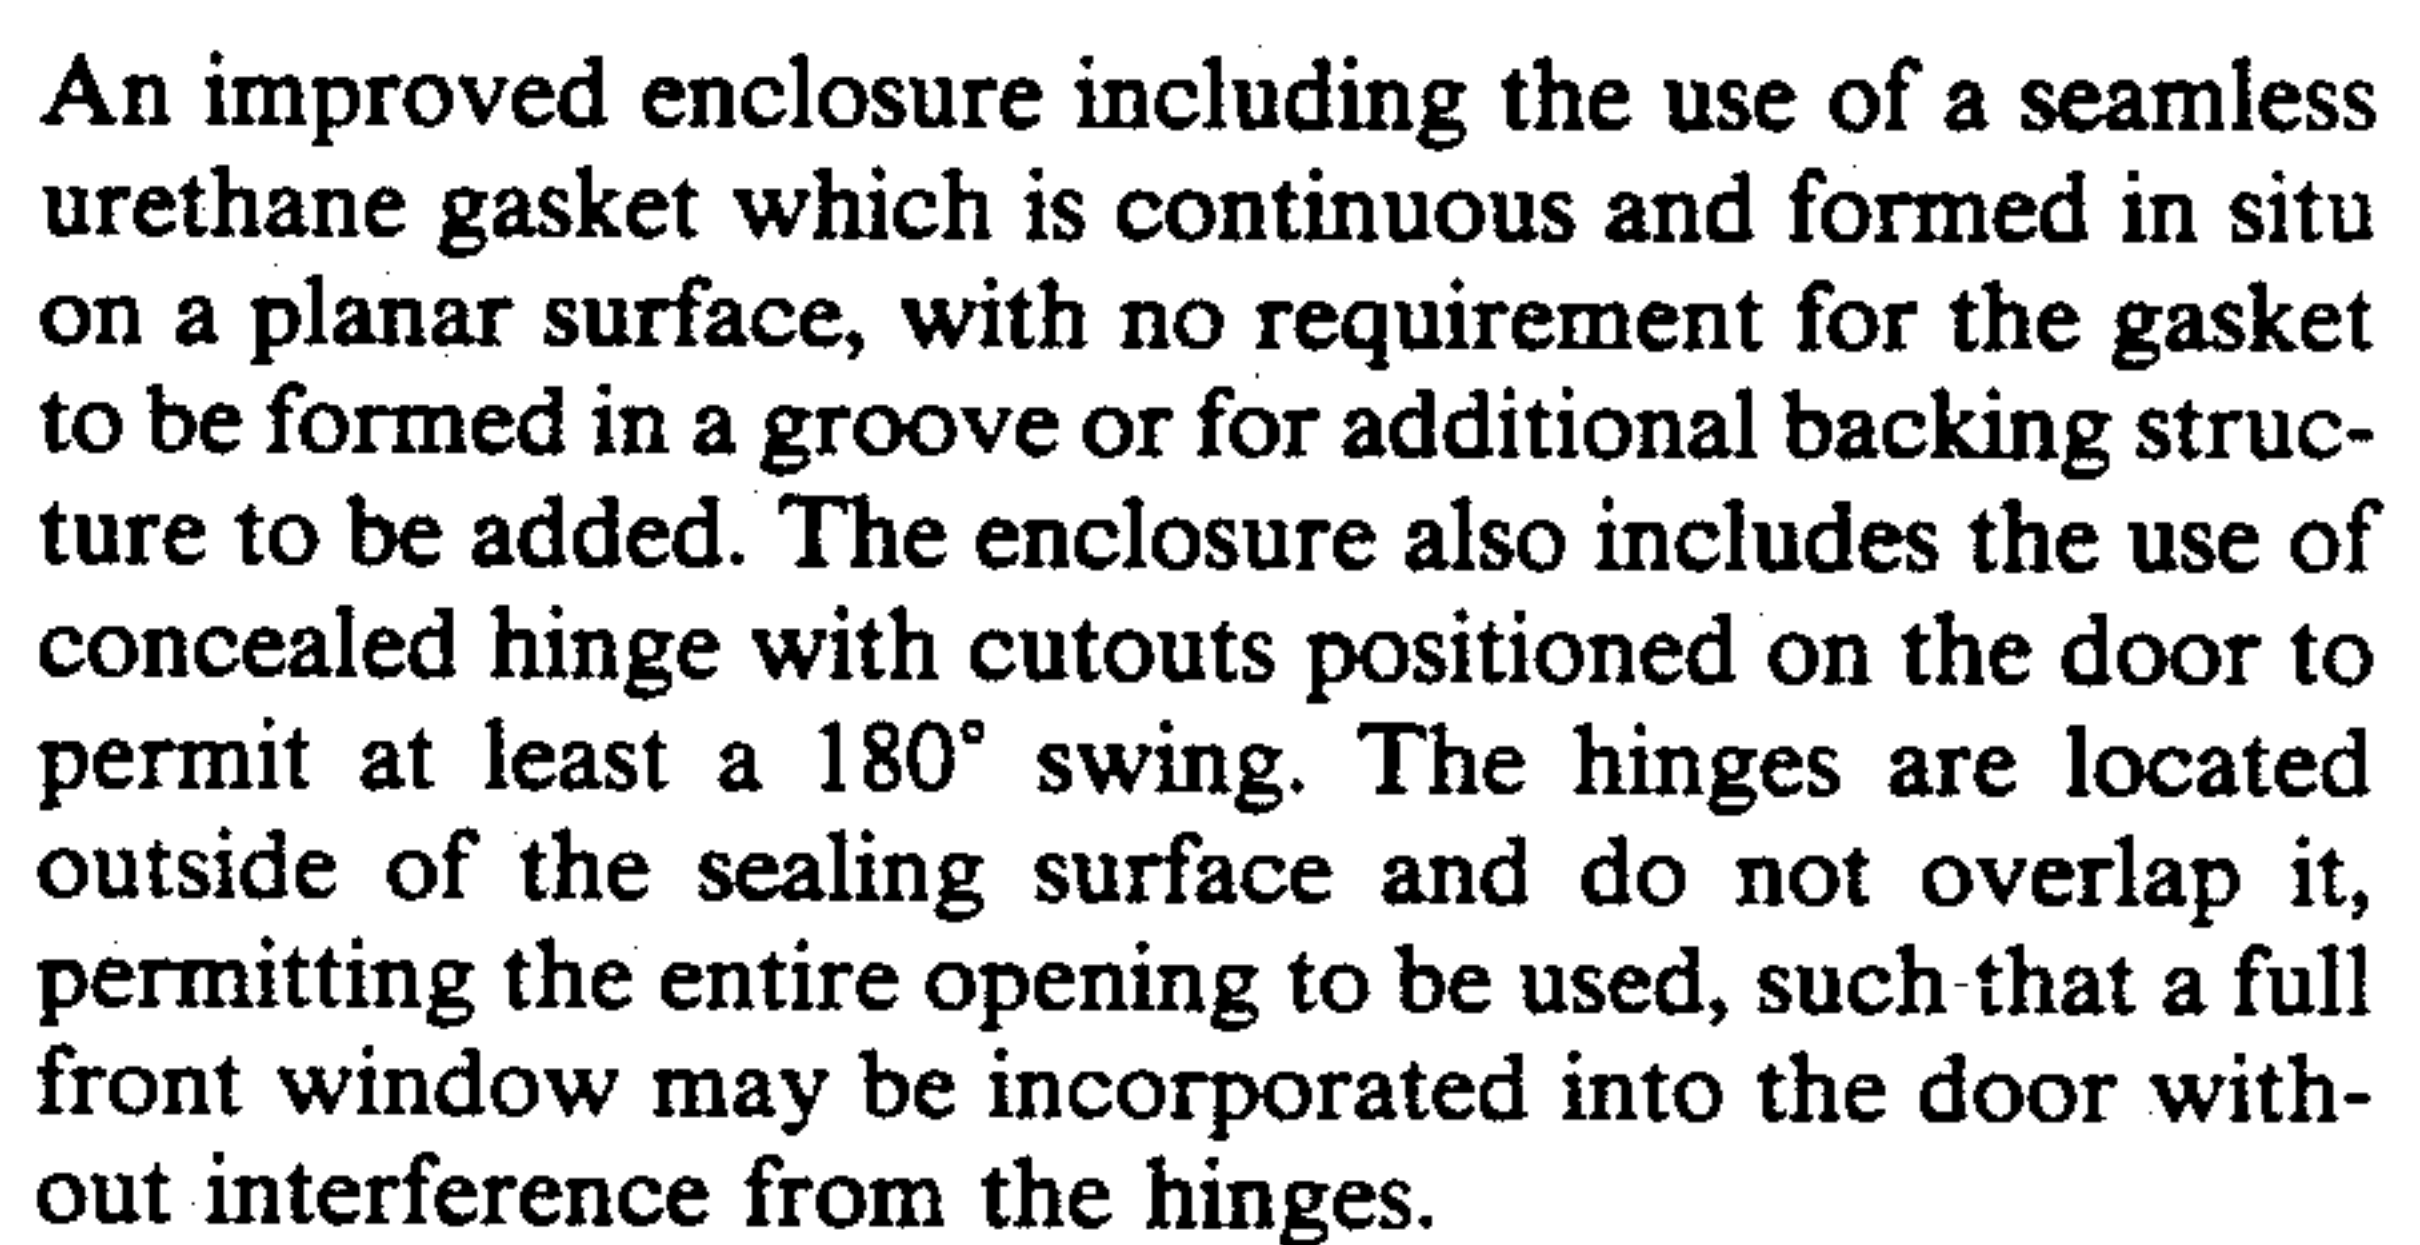 An improved enclosure including the use of a seamless
urethane gasket which is continuous and formed in situ
on a planar surface, with no requirement for the gasket
to be formed in a groove or for additional backing struc-
ture to be added. The enclosure also includes the use of
concealed hinge with cutouts positioned on the door to
permit at least a 180° swing. The hinges are located
outside of the sealing surface and do not overlap it,
permitting the entire opening to be used, such that a full
front window may be incorporated into the door with-
out interference from the hinges.